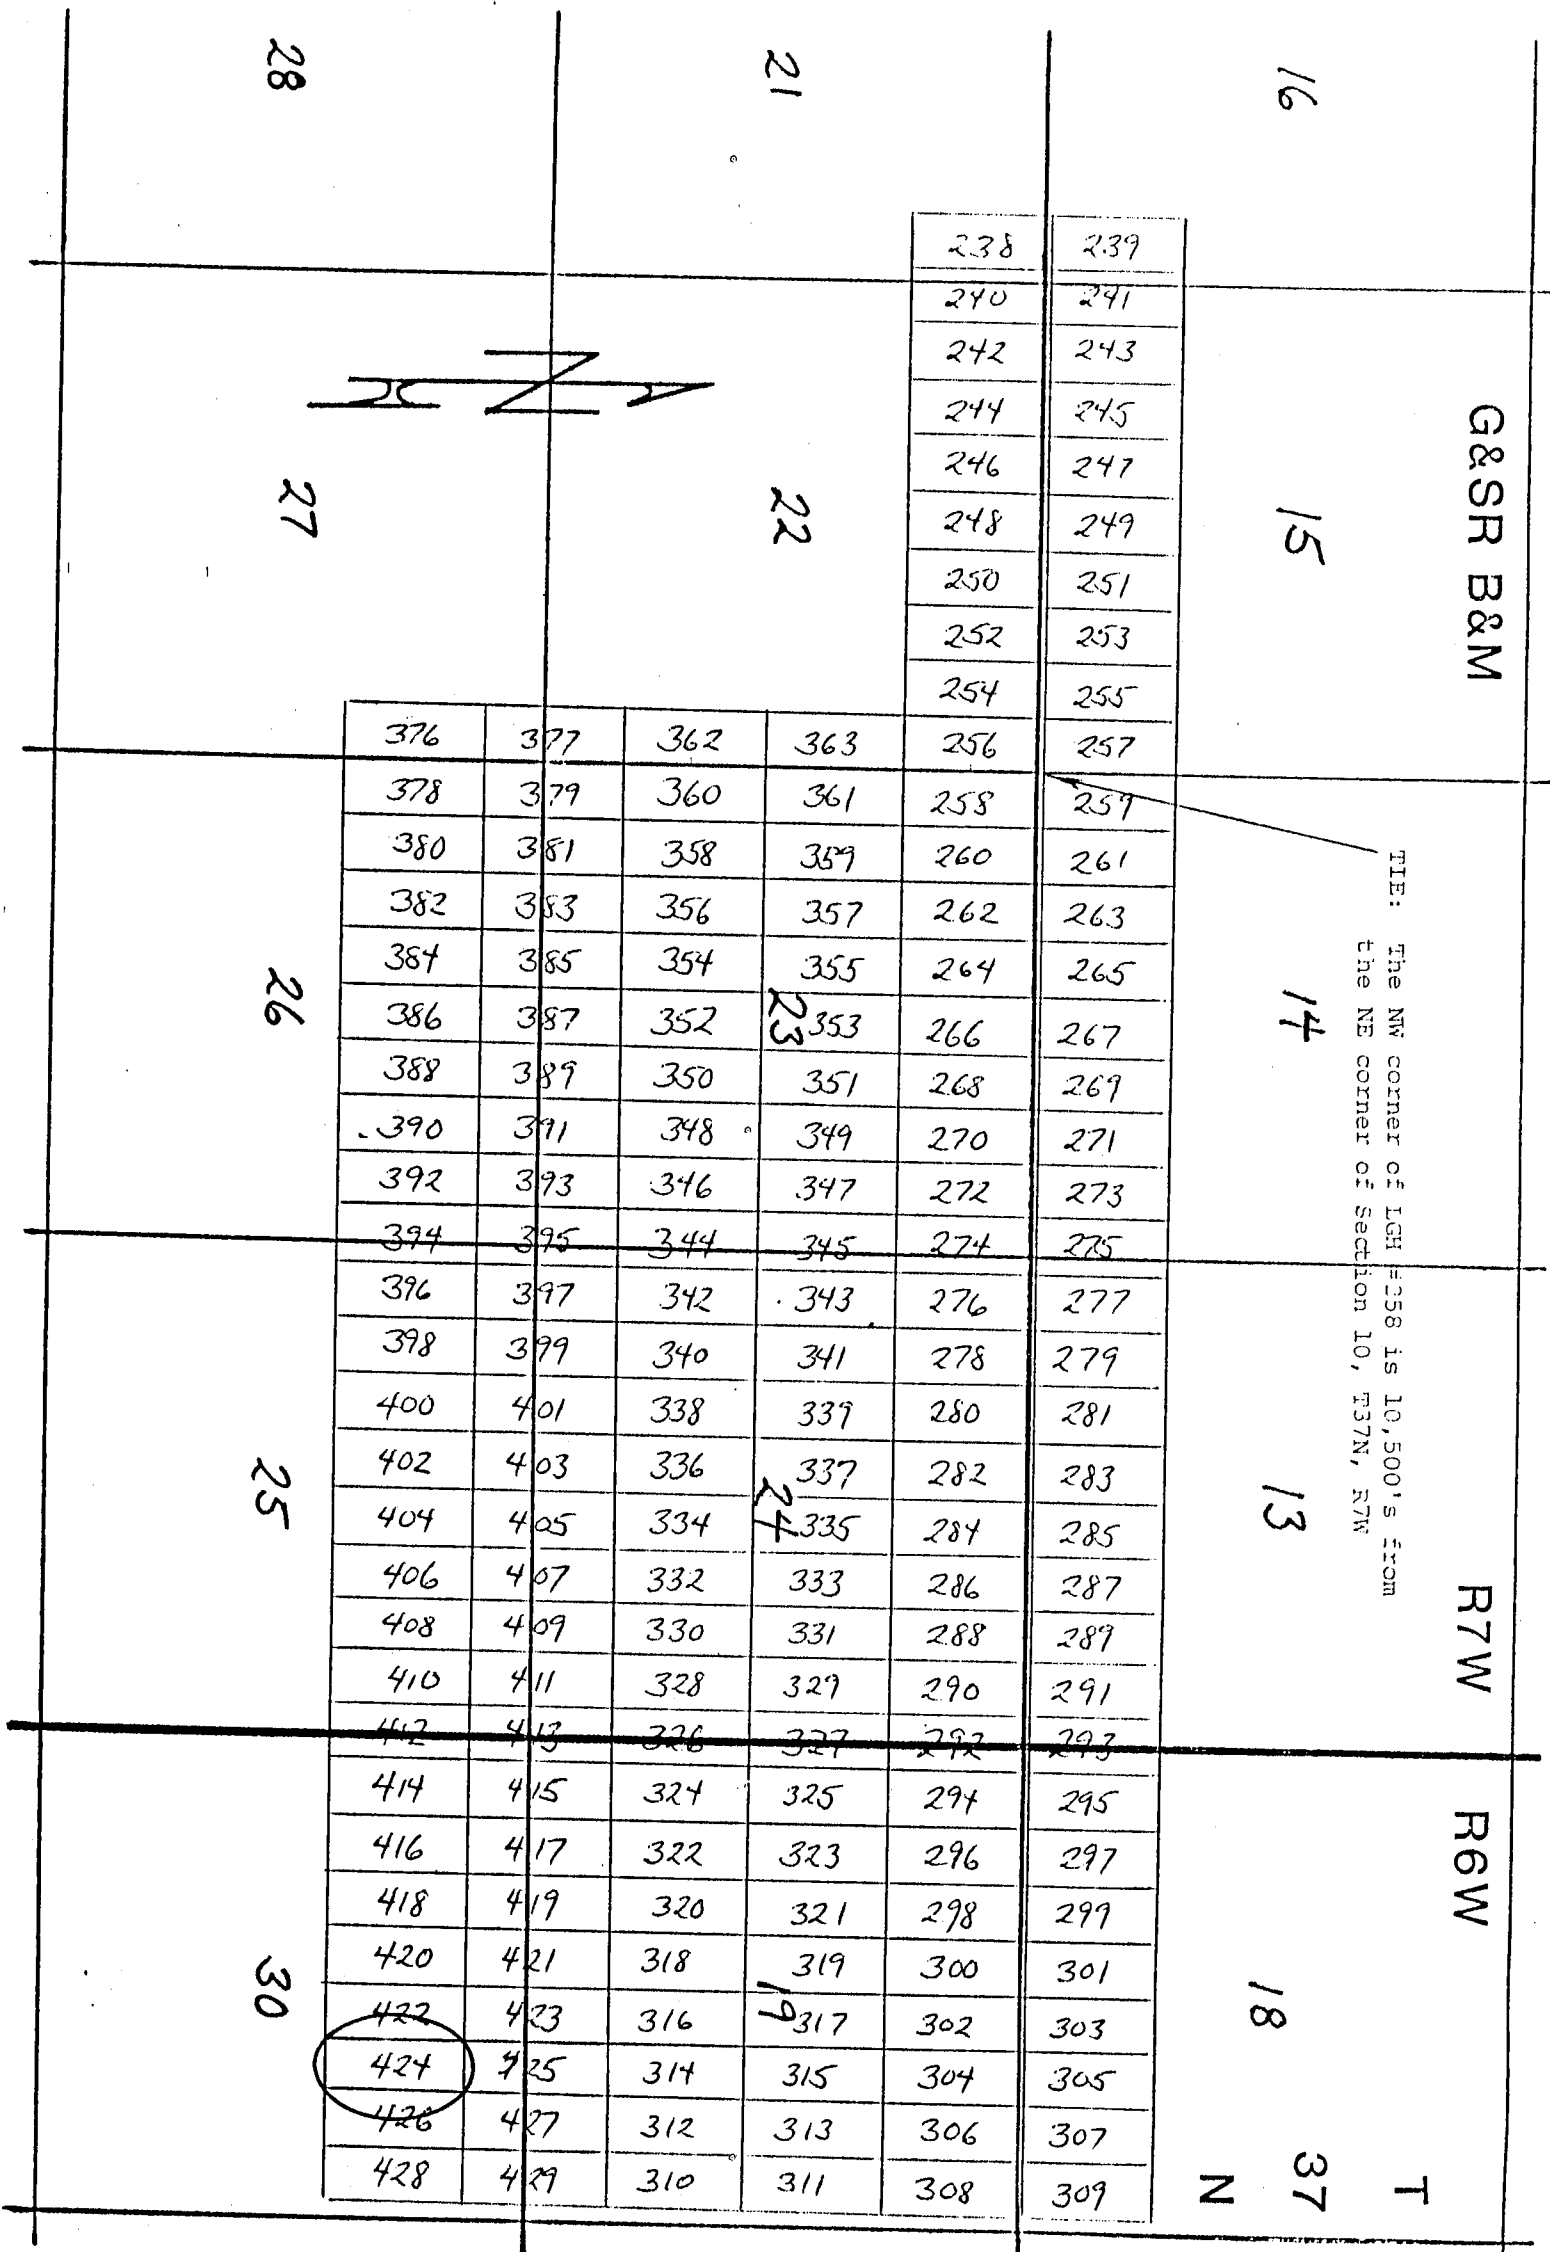 G&SR B&M
R7W
R6W
T
37
N
16
15
14
13
18
TIE: The NW corner of LGH #258 is 10,500's from
the NE corner of Section 10, T37N, R7W
21
22
23
24
19
28
27
26
25
30
N
238 239
240 241
242 243
244 245
246 247
248 249
250 251
252 253
254 255
376 377 362 363 256 257
378 379 360 361 258 259
380 381 358 359 260 261
382 383 356 357 262 263
384 385 354 355 264 265
386 387 352 353 266 267
388 389 350 351 268 269
390 391 348 349 270 271
392 393 346 347 272 273
394 395 344 345 274 275
396 397 342 343 276 277
398 399 340 341 278 279
400 401 338 339 280 281
402 403 336 337 282 283
404 405 334 335 284 285
406 407 332 333 286 287
408 409 330 331 288 289
410 411 328 329 290 291
412 413 326 327 292 293
414 415 324 325 294 295
416 417 322 323 296 297
418 419 320 321 298 299
420 421 318 319 300 301
422 423 316 317 302 303
424 425 314 315 304 305
426 427 312 313 306 307
428 429 310 311 308 309